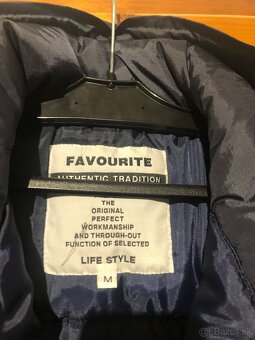 FAVOURITE
AUTHENTIC TRADITION
THE
ORIGINAL
PERFECT
WORKMANSHIP
AND THROUGH-OUT
FUNCTION OF SELECTED
LIFE STYLE
M
bazos.sk